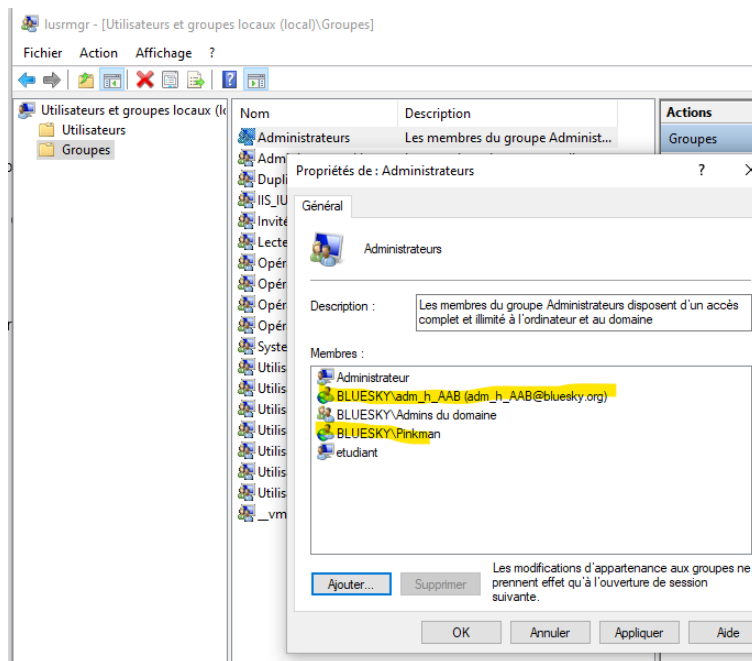 lusrmgr - [Utilisateurs et groupes locaux (local)\Groupes]
Fichier Action Affichage ?
Utilisateurs et groupes locaux (lo
Utilisateurs
Groupes
Nom
Description
Administrateurs
Les membres du groupe Administ...
Adm
Dupli
IIS_IU
Invité
Lecte
Opér
Opér
Opér
Opér
Syste
Utilis
Utilis
Utilis
Utilis
Utilis
Utilis
Utilis
__vm
Actions
Groupes
Propriétés de : Administrateurs
?
Général
Administrateurs
Description :
Les membres du groupe Administrateurs disposent d'un accès
complet et illimité à l'ordinateur et au domaine
Membres :
Administrateur
BLUESKY\adm_h_AAB (adm_h_AAB@bluesky.org)
BLUESKY\Admins du domaine
BLUESKY\Pinkman
etudiant
Ajouter...
Supprimer
Les modifications d'appartenance aux groupes ne
prennent effet qu'à l'ouverture de session
suivante.
OK
Annuler
Appliquer
Aide